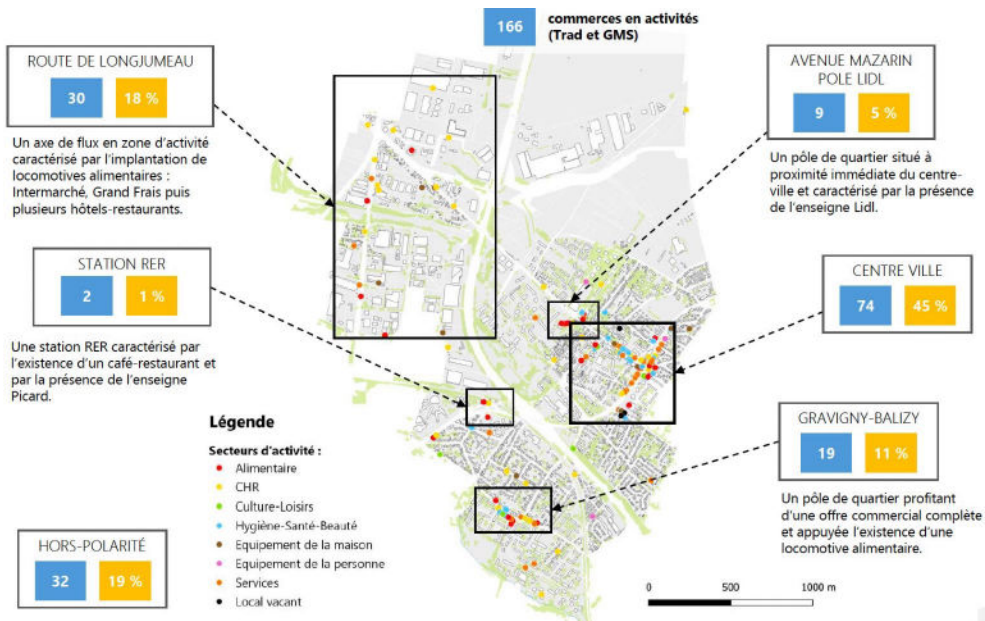 166
commerces en activités
(Trad et GMS)
ROUTE DE LONGJUMEAU
30
18 %
Un axe de flux en zone d'activité
caractérisé par l'implantation de
locomotives alimentaires :
Intermarché, Grand Frais puis
plusieurs hôtels-restaurants.
AVENUE MAZARIN
POLE LIDL
9
5 %
Un pôle de quartier situé à
proximité immédiate du centre-
ville et caractérisé par la présence
de l'enseigne Lidl.
STATION RER
2
1 %
Une station RER caractérisé par
l'existence d'un café-restaurant et
par la présence de l'enseigne
Picard.
CENTRE VILLE
74
45 %
GRAVIGNY-BALIZY
19
11 %
Un pôle de quartier profitant
d'une offre commercial complète
et appuyée l'existence d'une
locomotive alimentaire.
HORS-POLARITÉ
32
19 %
Légende
Secteurs d'activité :
Alimentaire
CHR
Culture-Loisirs
Hygiène-Santé-Beauté
Equipement de la maison
Equipement de la personne
Services
Local vacant
0 500 1000 m